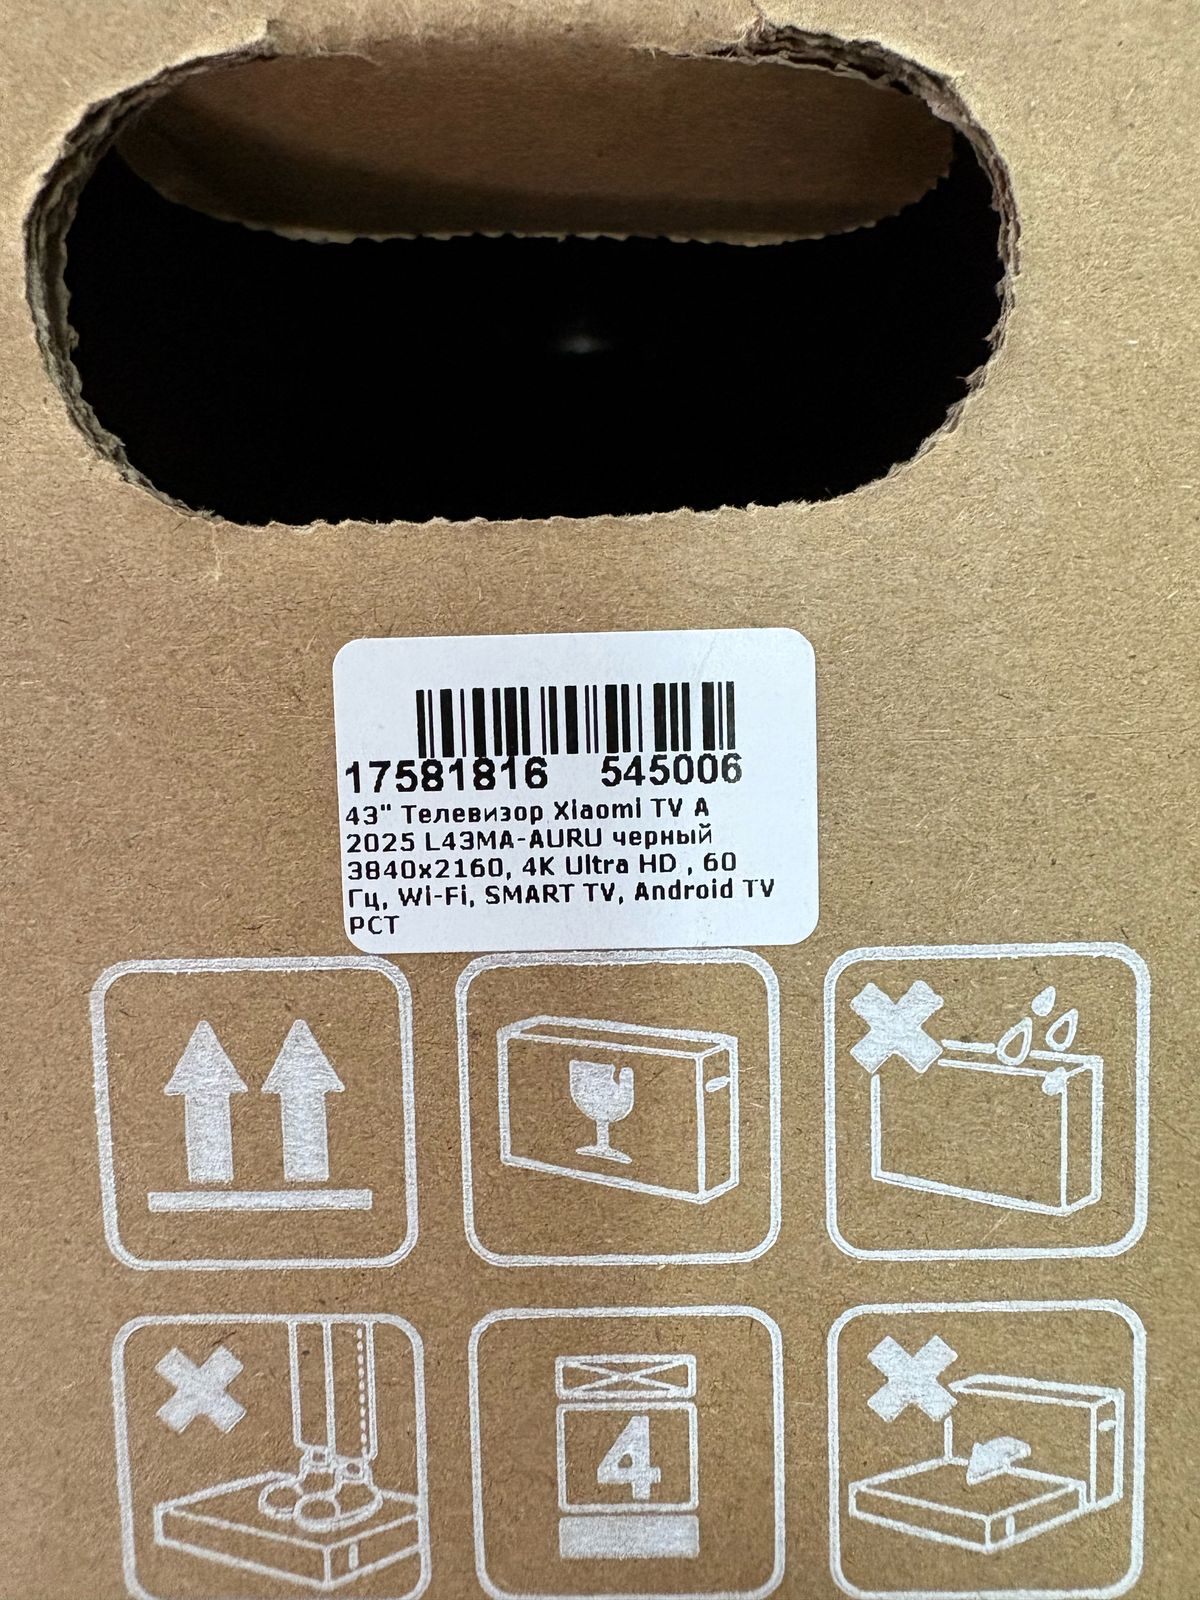 17581816 545006
43" Телевизор Xiaomi TV A
2025 L43MA-AURU черный
3840x2160, 4K Ultra HD , 60
Гц, Wi-Fi, SMART TV, Android TV
РСТ
4